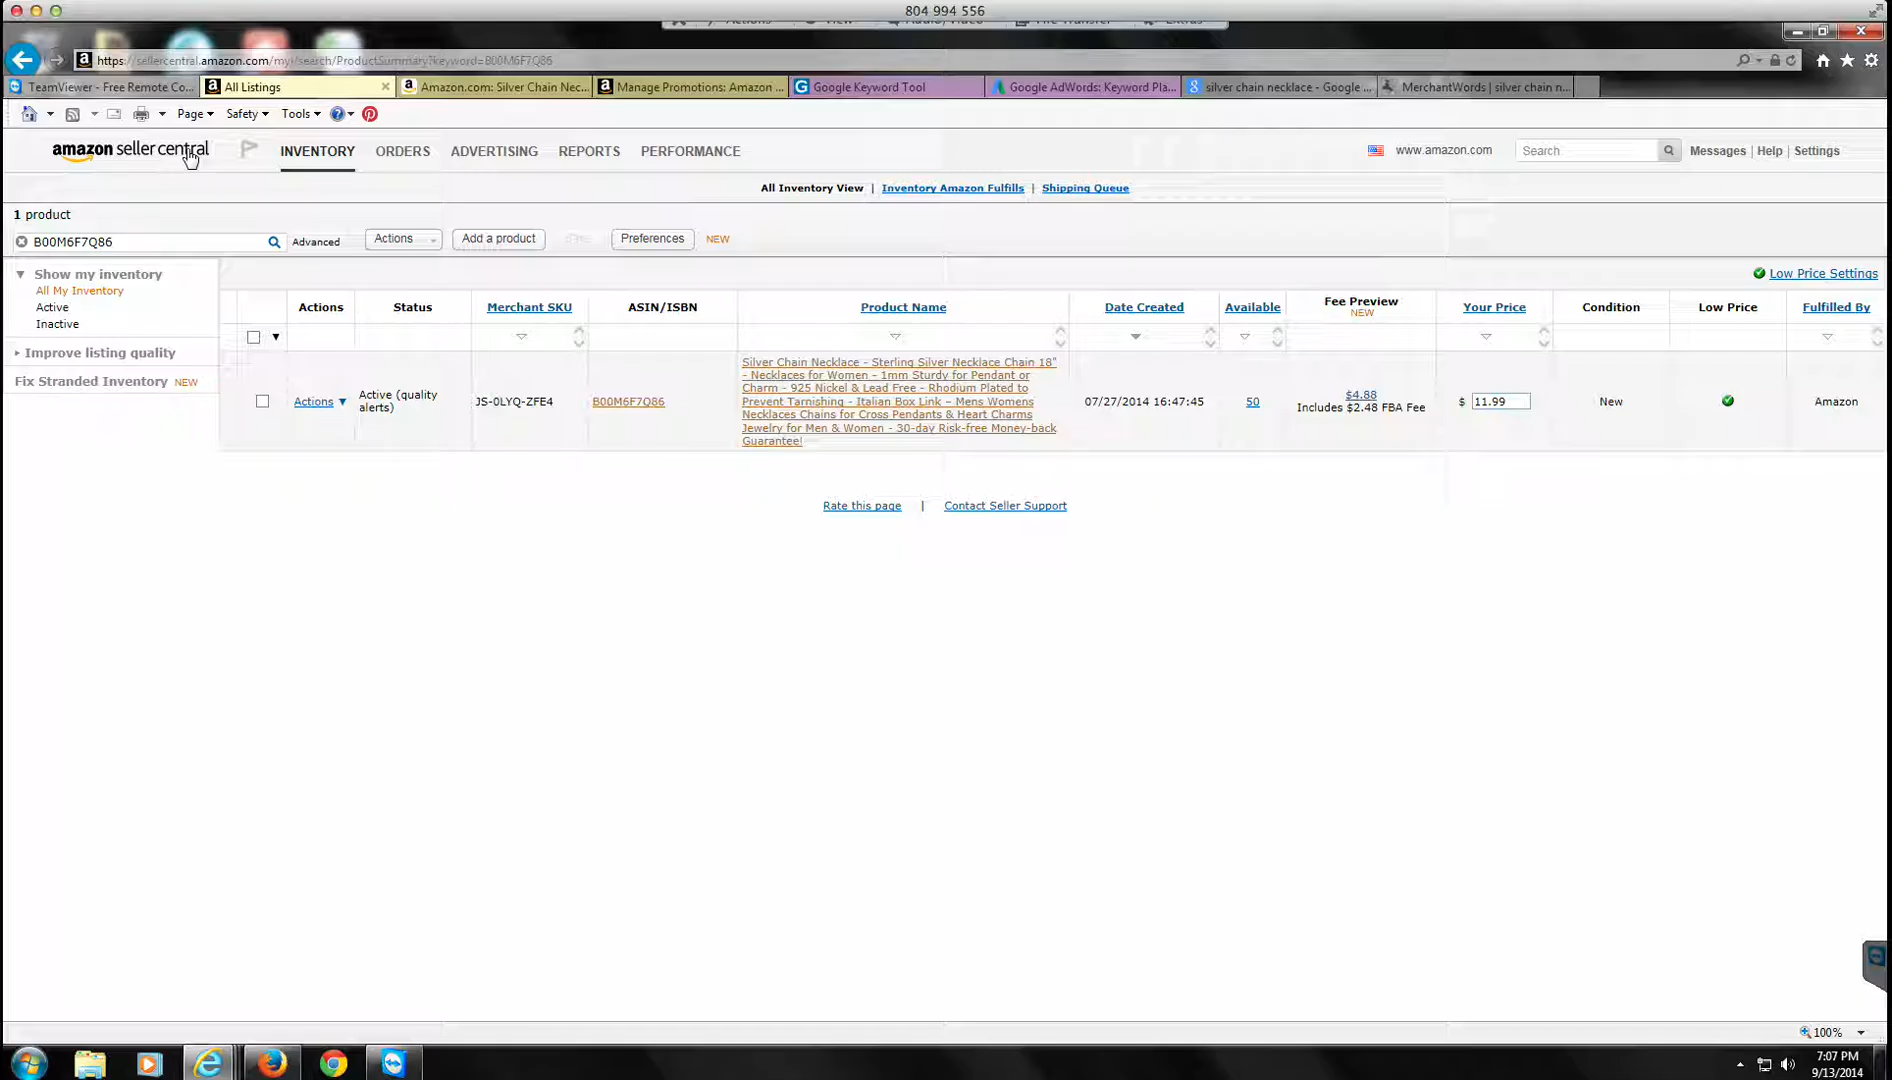 804 994 556
Actions View Audio/Video File Transfer Extras
https://sellercentral.amazon.com/myi/search/ProductSummary?keyword=B00M6F7Q86
TeamViewer - Free Remote Co...
All Listings
Amazon.com: Silver Chain Nec...
Manage Promotions: Amazon ...
Google Keyword Tool
Google AdWords: Keyword Pla...
silver chain necklace - Google ...
MerchantWords | silver chain n...
Page Safety Tools
amazon seller central
INVENTORY ORDERS ADVERTISING REPORTS PERFORMANCE
www.amazon.com
Search
Messages | Help | Settings
All Inventory View | Inventory Amazon Fulfills | Shipping Queue
1 product
B00M6F7Q86
Advanced
Actions
Add a product
Preferences
NEW
Show my inventory
All My Inventory
Active
Inactive
Improve listing quality
Fix Stranded Inventory NEW
Low Price Settings
Actions
Status
Merchant SKU
ASIN/ISBN
Product Name
Date Created
Available
Fee Preview
NEW
Your Price
Condition
Low Price
Fulfilled By
Actions
Active (quality
alerts)
JS-0LYQ-ZFE4
B00M6F7Q86
Silver Chain Necklace - Sterling Silver Necklace Chain 18"
- Necklaces for Women - 1mm Sturdy for Pendant or
Charm - 925 Nickel & Lead Free - Rhodium Plated to
Prevent Tarnishing - Italian Box Link – Mens Womens
Necklaces Chains for Cross Pendants & Heart Charms
Jewelry for Men & Women - 30-day Risk-free Money-back
Guarantee!
07/27/2014 16:47:45
50
$4.88
Includes $2.48 FBA Fee
$ 11.99
New
Amazon
Rate this page | Contact Seller Support
100%
7:07 PM
9/13/2014